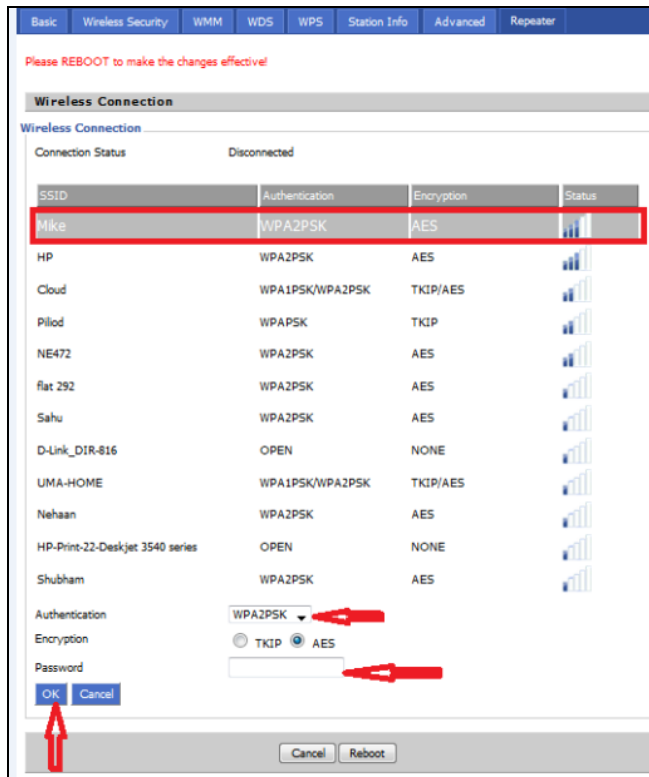 Basic Wireless Security WMM WDS WPS Station Info Advanced Repeater
Please REBOOT to make the changes effective!
Wireless Connection
Wireless Connection
Connection Status Disconnected
SSID Authentication Encryption Status
Mike WPA2PSK AES
HP WPA2PSK AES
Cloud WPA1PSK/WPA2PSK TKIP/AES
Piliod WPAPSK TKIP
NE472 WPA2PSK AES
flat 292 WPA2PSK AES
Sahu WPA2PSK AES
D-Link_DIR-816 OPEN NONE
UMA-HOME WPA1PSK/WPA2PSK TKIP/AES
Nehaan WPA2PSK AES
HP-Print-22-Deskjet 3540 series OPEN NONE
Shubham WPA2PSK AES
Authentication WPA2PSK
Encryption TKIP AES
Password
OK Cancel
Cancel Reboot